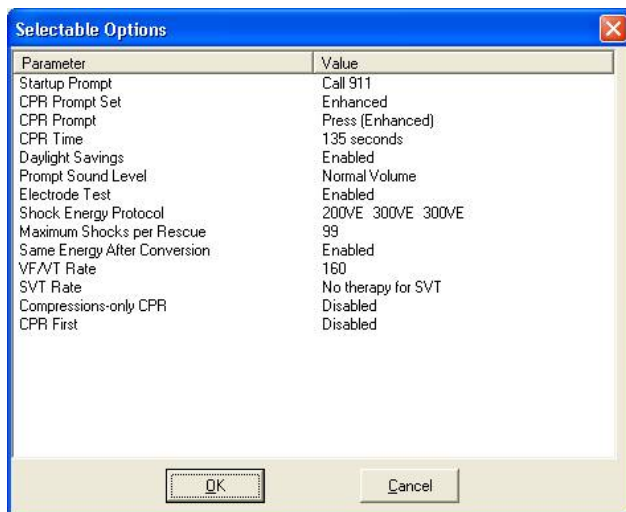 Selectable Options
Parameter Value
Startup Prompt Call 911
CPR Prompt Set Enhanced
CPR Prompt Press (Enhanced)
CPR Time 135 seconds
Daylight Savings Enabled
Prompt Sound Level Normal Volume
Electrode Test Enabled
Shock Energy Protocol 200VE 300VE 300VE
Maximum Shocks per Rescue 99
Same Energy After Conversion Enabled
VF/VT Rate 160
SVT Rate No therapy for SVT
Compressions-only CPR Disabled
CPR First Disabled
OK Cancel